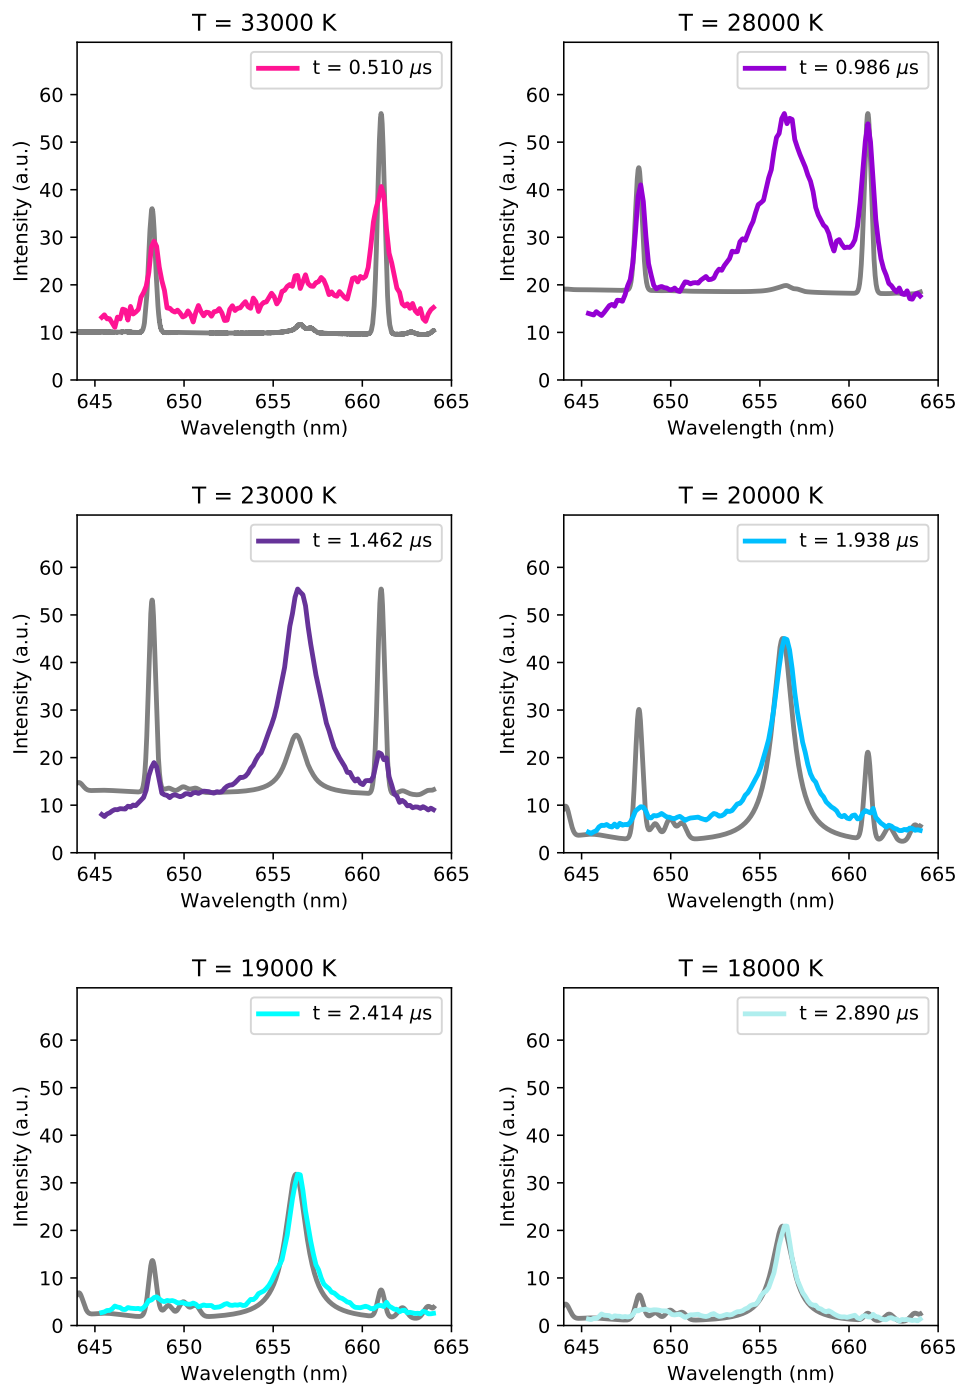 T = 33000 K
t = 0.510 μs
Intensity (a.u.)
60
50
40
30
20
10
0
645 650 655 660 665
Wavelength (nm)
T = 28000 K
t = 0.986 μs
Intensity (a.u.)
60
50
40
30
20
10
0
645 650 655 660 665
Wavelength (nm)
T = 23000 K
t = 1.462 μs
Intensity (a.u.)
60
50
40
30
20
10
0
645 650 655 660 665
Wavelength (nm)
T = 20000 K
t = 1.938 μs
Intensity (a.u.)
60
50
40
30
20
10
0
645 650 655 660 665
Wavelength (nm)
T = 19000 K
t = 2.414 μs
Intensity (a.u.)
60
50
40
30
20
10
0
645 650 655 660 665
Wavelength (nm)
T = 18000 K
t = 2.890 μs
Intensity (a.u.)
60
50
40
30
20
10
0
645 650 655 660 665
Wavelength (nm)